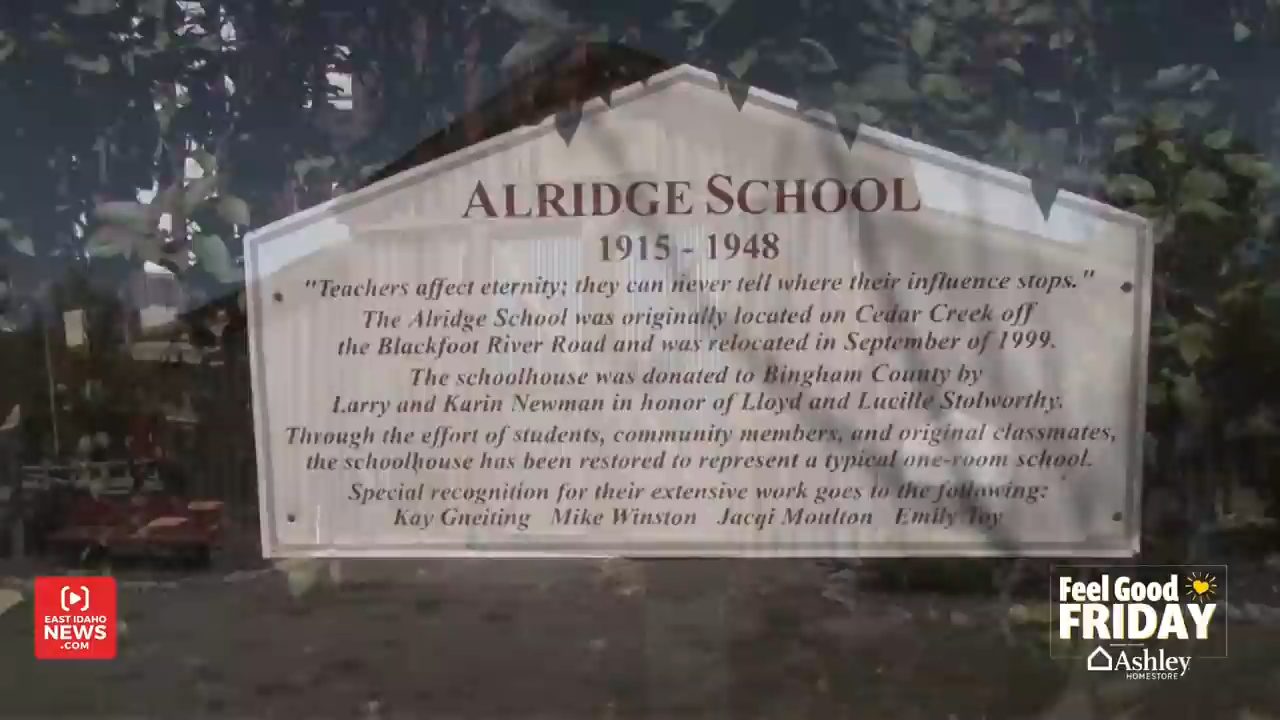 ALRIDGE SCHOOL
1915 - 1948
"Teachers affect eternity; they can never tell where their influence stops."
The Alridge School was originally located on Cedar Creek off
the Blackfoot River Road and was relocated in September of 1999.
The schoolhouse was donated to Bingham County by
Larry and Karin Newman in honor of Lloyd and Lucille Stolworthy.
Through the effort of students, community members, and original classmates,
the schoolhouse has been restored to represent a typical one-room school.
Special recognition for their extensive work goes to the following:
Kay Gneiting Mike Winston Jacqi Moulton Emily Toy
EAST IDAHO
NEWS
.COM
Feel Good
FRIDAY
Ashley
HOMESTORE